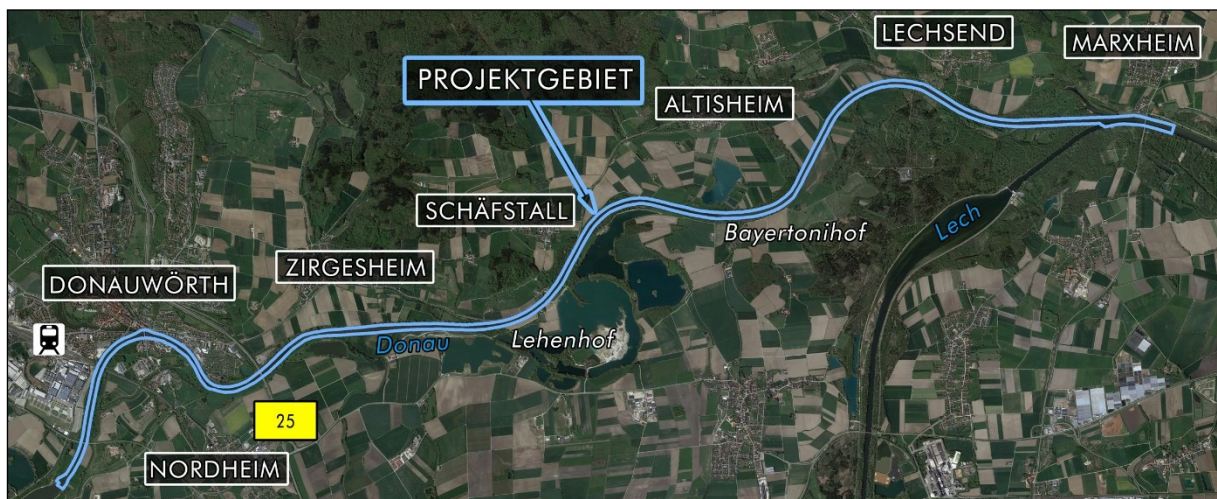 LECHSEND
MARXHEIM
PROJEKTGEBIET
ALTISHEIM
SCHÄFSTALL
Bayertonihof
Lech
ZIRGESHEIM
DONAUWÖRTH
Donau
Lehenhof
25
NORDHEIM